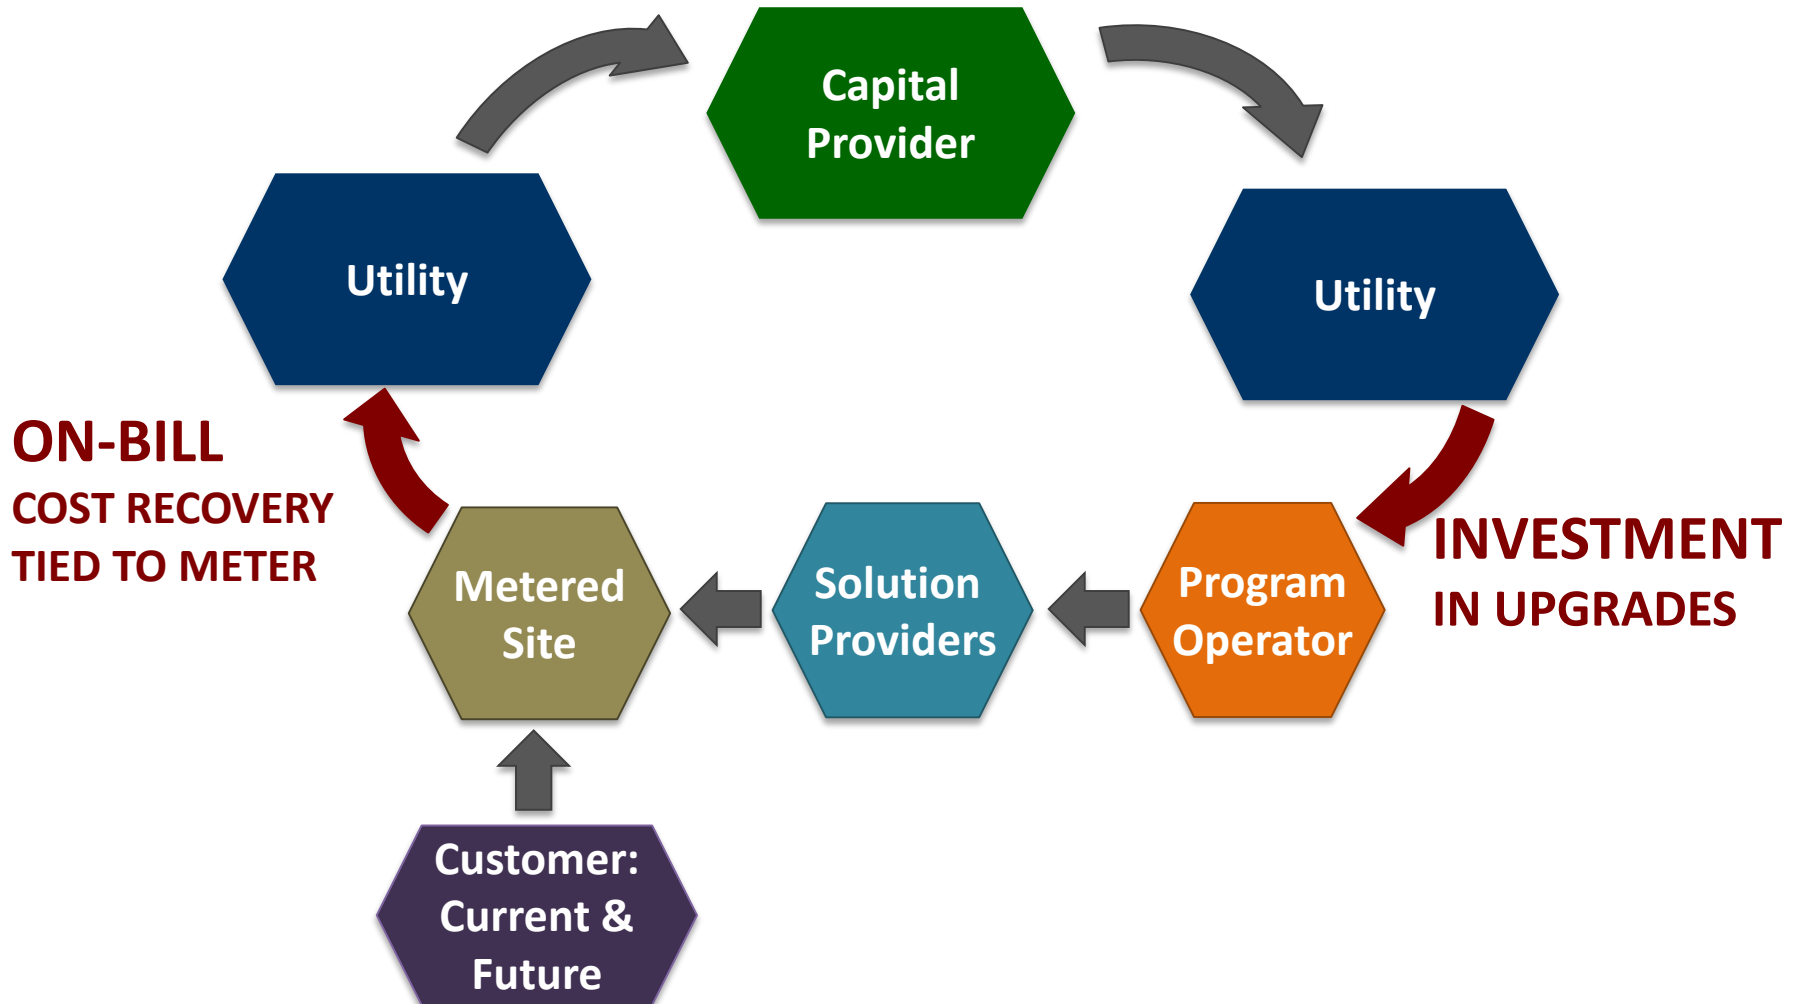 Capital
Provider
Utility
Utility
ON-BILL
COST RECOVERY
TIED TO METER
INVESTMENT
IN UPGRADES
Metered
Site
Solution
Providers
Program
Operator
Customer:
Current &
Future